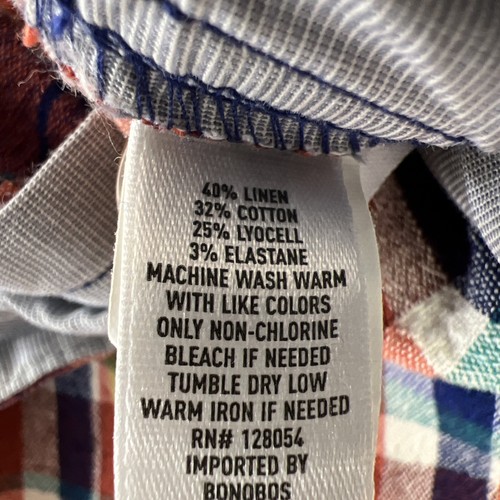 40% LINEN
32% COTTON
25% LYOCELL
3% ELASTANE
MACHINE WASH WARM
WITH LIKE COLORS
ONLY NON-CHLORINE
BLEACH IF NEEDED
TUMBLE DRY LOW
WARM IRON IF NEEDED
RN# 128054
IMPORTED BY
BONOBOS